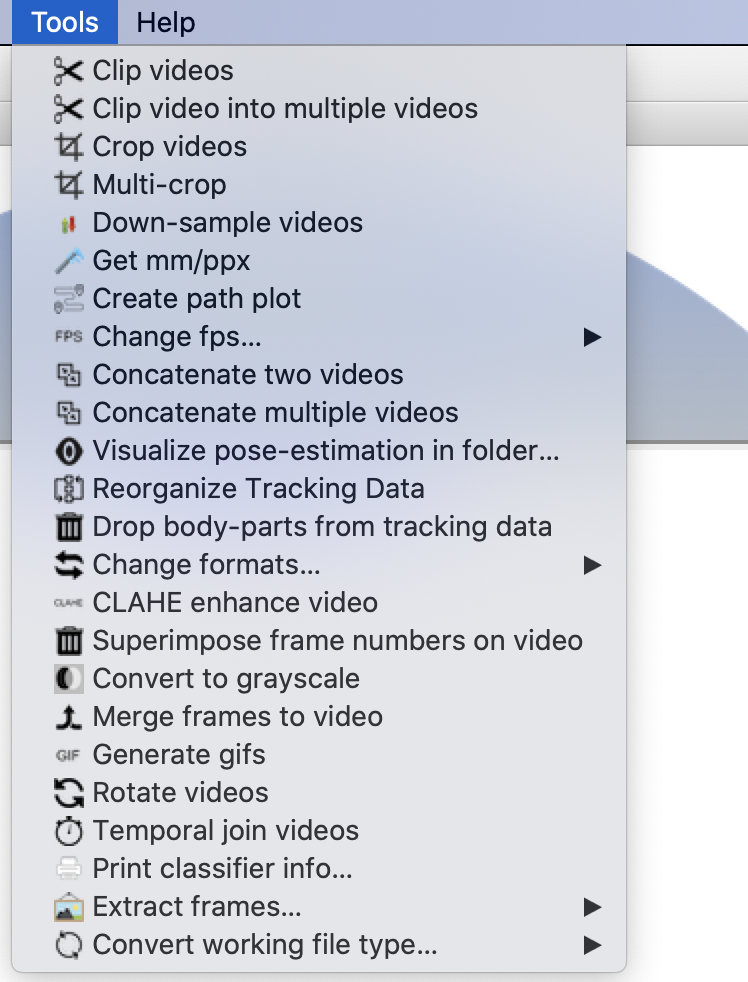 Tools Help
Clip videos
Clip video into multiple videos
Crop videos
Multi-crop
Down-sample videos
Get mm/ppx
Create path plot
FPS Change fps...
Concatenate two videos
Concatenate multiple videos
Visualize pose-estimation in folder...
Reorganize Tracking Data
Drop body-parts from tracking data
Change formats...
CLAHE CLAHE enhance video
Superimpose frame numbers on video
Convert to grayscale
Merge frames to video
GIF Generate gifs
Rotate videos
Temporal join videos
Print classifier info...
Extract frames...
Convert working file type...